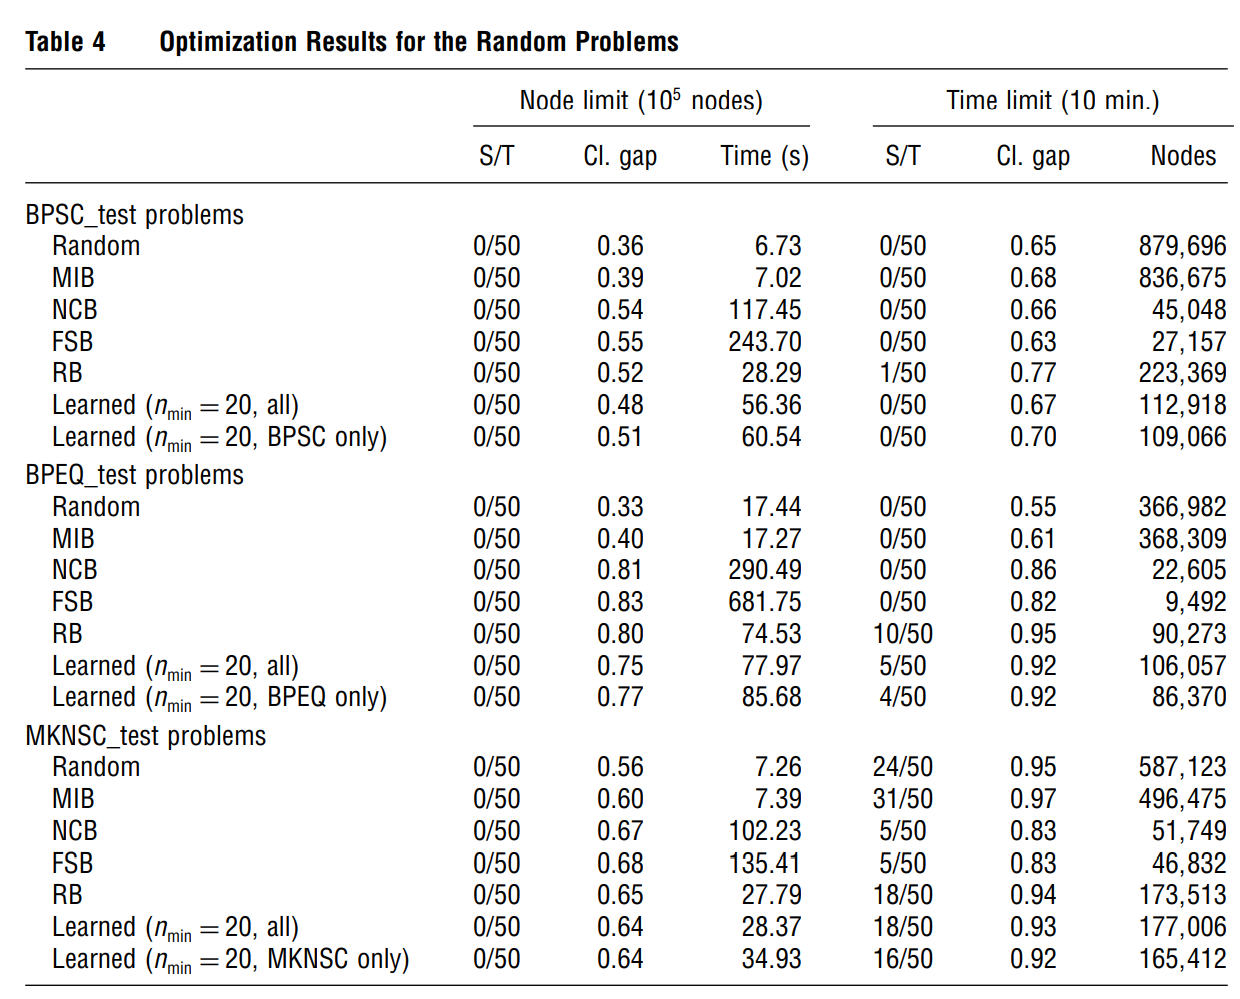 Table 4 Optimization Results for the Random Problems
Node limit (10⁵ nodes) Time limit (10 min.)
S/T Cl. gap Time (s) S/T Cl. gap Nodes
BPSC_test problems
Random 0/50 0.36 6.73 0/50 0.65 879,696
MIB 0/50 0.39 7.02 0/50 0.68 836,675
NCB 0/50 0.54 117.45 0/50 0.66 45,048
FSB 0/50 0.55 243.70 0/50 0.63 27,157
RB 0/50 0.52 28.29 1/50 0.77 223,369
Learned (n_min = 20, all) 0/50 0.48 56.36 0/50 0.67 112,918
Learned (n_min = 20, BPSC only) 0/50 0.51 60.54 0/50 0.70 109,066
BPEQ_test problems
Random 0/50 0.33 17.44 0/50 0.55 366,982
MIB 0/50 0.40 17.27 0/50 0.61 368,309
NCB 0/50 0.81 290.49 0/50 0.86 22,605
FSB 0/50 0.83 681.75 0/50 0.82 9,492
RB 0/50 0.80 74.53 10/50 0.95 90,273
Learned (n_min = 20, all) 0/50 0.75 77.97 5/50 0.92 106,057
Learned (n_min = 20, BPEQ only) 0/50 0.77 85.68 4/50 0.92 86,370
MKNSC_test problems
Random 0/50 0.56 7.26 24/50 0.95 587,123
MIB 0/50 0.60 7.39 31/50 0.97 496,475
NCB 0/50 0.67 102.23 5/50 0.83 51,749
FSB 0/50 0.68 135.41 5/50 0.83 46,832
RB 0/50 0.65 27.79 18/50 0.94 173,513
Learned (n_min = 20, all) 0/50 0.64 28.37 18/50 0.93 177,006
Learned (n_min = 20, MKNSC only) 0/50 0.64 34.93 16/50 0.92 165,412